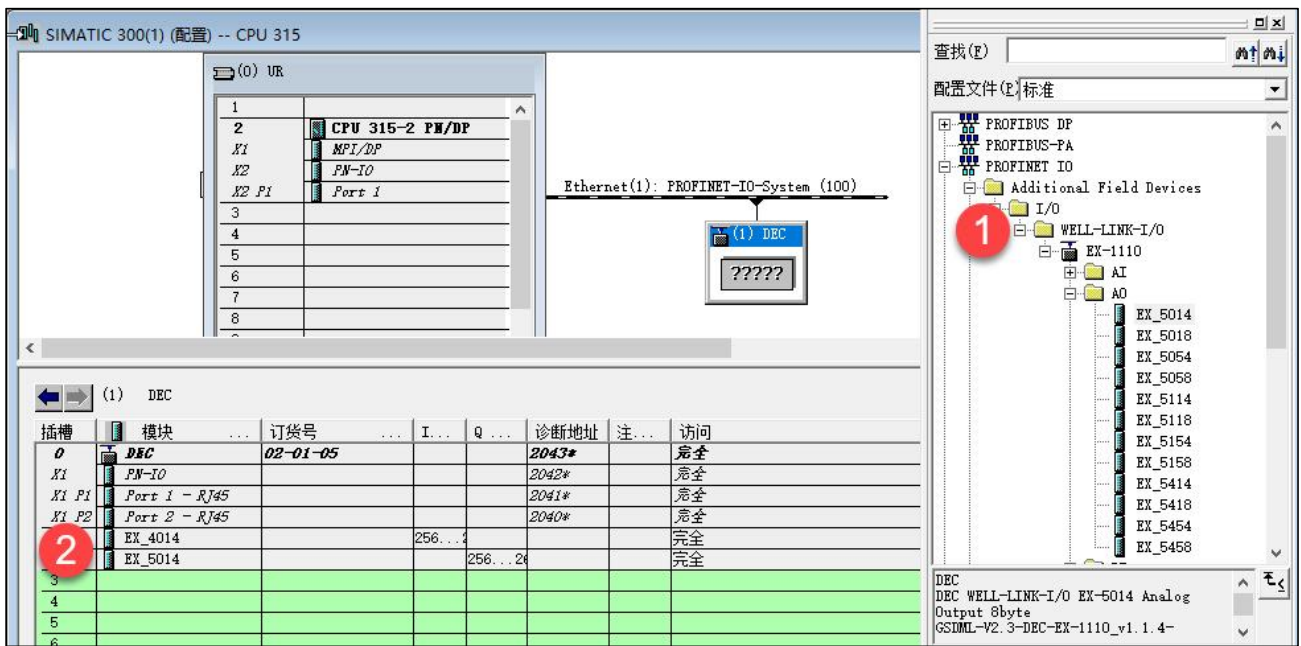 SIMATIC 300(1) (配置) -- CPU 315
(0) UR
1
2 CPU 315-2 PN/DP
X1 MPI/DP
X2 PN-IO
X2 P1 Port 1
3
4
5
6
7
8
Ethernet(1): PROFINET-IO-System (100)
(1) DEC
?????
查找(F)
配置文件(P) 标准
PROFIBUS DP
PROFIBUS-PA
PROFINET IO
Additional Field Devices
I/O
1
WELL-LINK-I/O
EX-1110
AI
AO
EX_5014
EX_5018
EX_5054
EX_5058
EX_5114
EX_5118
EX_5154
EX_5158
EX_5414
EX_5418
EX_5454
EX_5458
DEC
DEC WELL-LINK-I/O EX-5014 Analog
Output 8byte
GSDML-V2.3-DEC-EX-1110_v1.1.4-
(1) DEC
插槽 模块 ... 订货号 ... I... Q ... 诊断地址 注... 访问
0 DEC 02-01-05 2043* 完全
X1 PN-IO 2042* 完全
X1 P1 Port 1 - RJ45 2041* 完全
X1 P2 Port 2 - RJ45 2040* 完全
2
EX_4014 256...2 完全
EX_5014 256...26 完全
3
4
5
6